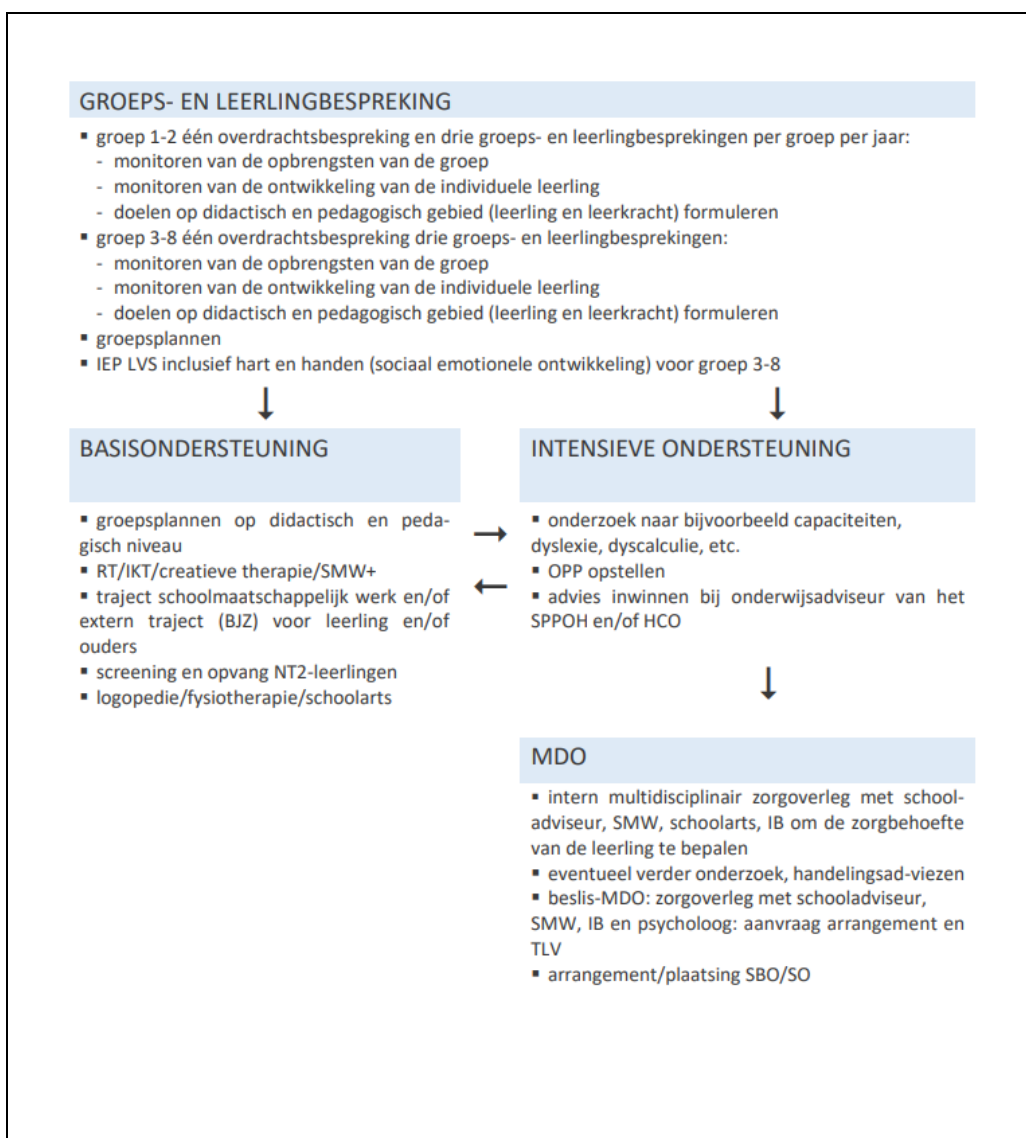 GROEPS- EN LEERLINGBESPREKING
▪ groep 1-2 één overdrachtsbespreking en drie groeps- en leerlingbesprekingen per groep per jaar:
- monitoren van de opbrengsten van de groep
- monitoren van de ontwikkeling van de individuele leerling
- doelen op didactisch en pedagogisch gebied (leerling en leerkracht) formuleren
▪ groep 3-8 één overdrachtsbespreking drie groeps- en leerlingbesprekingen:
- monitoren van de opbrengsten van de groep
- monitoren van de ontwikkeling van de individuele leerling
- doelen op didactisch en pedagogisch gebied (leerling en leerkracht) formuleren
▪ groepsplannen
▪ IEP LVS inclusief hart en handen (sociaal emotionele ontwikkeling) voor groep 3-8
↓ ↓
BASISONDERSTEUNING
▪ groepsplannen op didactisch en peda-
gisch niveau
▪ RT/IKT/creatieve therapie/SMW+
▪ traject schoolmaatschappelijk werk en/of
extern traject (BJZ) voor leerling en/of
ouders
▪ screening en opvang NT2-leerlingen
▪ logopedie/fysiotherapie/schoolarts
→
←
INTENSIEVE ONDERSTEUNING
▪ onderzoek naar bijvoorbeeld capaciteiten,
dyslexie, dyscalculie, etc.
▪ OPP opstellen
▪ advies inwinnen bij onderwijsadviseur van het
SPPOH en/of HCO
↓
MDO
▪ intern multidisciplinair zorgoverleg met school-
adviseur, SMW, schoolarts, IB om de zorgbehoefte
van de leerling te bepalen
▪ eventueel verder onderzoek, handelingsad-viezen
▪ beslis-MDO: zorgoverleg met schooladviseur,
SMW, IB en psycholoog: aanvraag arrangement en
TLV
▪ arrangement/plaatsing SBO/SO